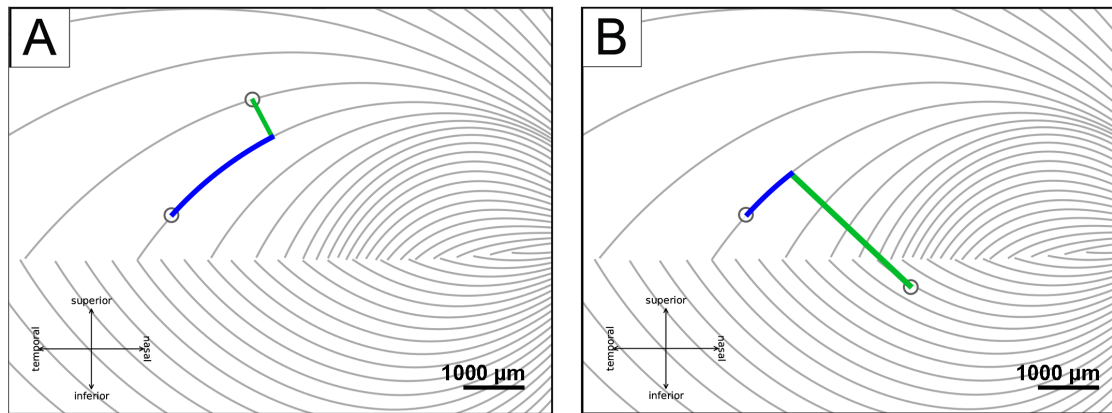 A
superior
temporal
nasal
inferior
1000 µm
B
superior
temporal
nasal
inferior
1000 µm